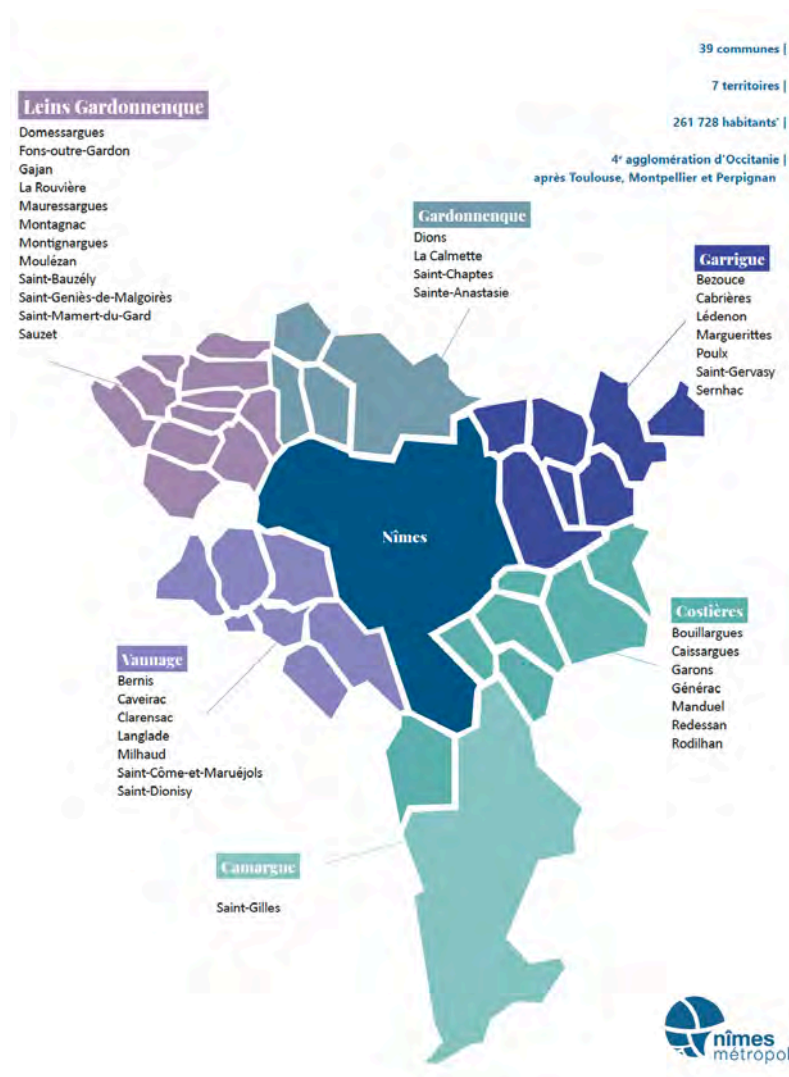 39 communes |
7 territoires |
261 728 habitants* |
4e agglomération d'Occitanie |
après Toulouse, Montpellier et Perpignan
Leins Gardonnenque
Domessargues
Fons-outre-Gardon
Gajan
La Rouvière
Mauressargues
Montagnac
Montignargues
Moulézan
Saint-Bauzély
Saint-Geniès-de-Malgoirès
Saint-Mamert-du-Gard
Sauzet
Gardonnenque
Dions
La Calmette
Saint-Chaptes
Sainte-Anastasie
Garrigue
Bezouce
Cabrières
Lédenon
Marguerittes
Poulx
Saint-Gervasy
Sernhac
Nîmes
Costières
Bouillargues
Caissargues
Garons
Générac
Manduel
Redessan
Rodilhan
Vaunage
Bernis
Caveirac
Clarensac
Langlade
Milhaud
Saint-Côme-et-Maruéjols
Saint-Dionisy
Camargue
Saint-Gilles
nîmes
métropol